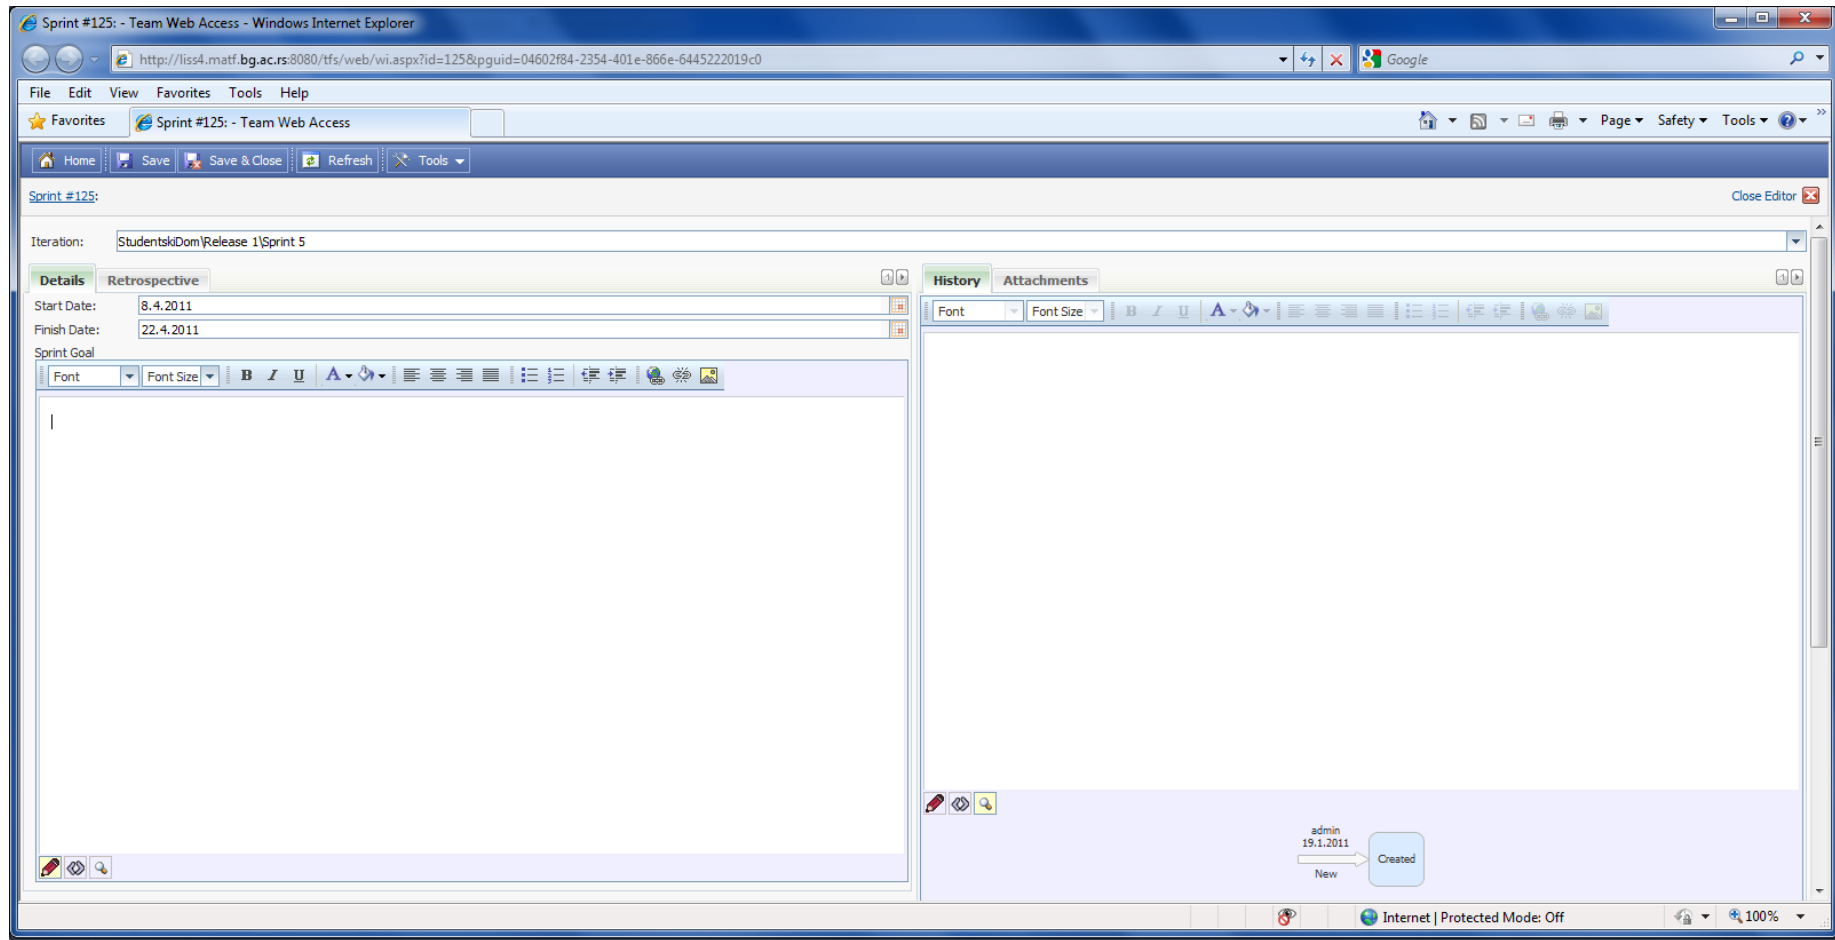 Sprint #125: - Team Web Access - Windows Internet Explorer
http://liss4.matf.bg.ac.rs:8080/tfs/web/wi.aspx?id=125&pguid=04602f84-2354-401e-866e-6445222019c0
Google
File Edit View Favorites Tools Help
Favorites
Sprint #125: - Team Web Access
Page
Safety
Tools
Home
Save
Save & Close
Refresh
Tools
Sprint #125:
Close Editor
Iteration:
StudentskiDom\Release 1\Sprint 5
Details
Retrospective
Start Date:
8.4.2011
Finish Date:
22.4.2011
Sprint Goal
Font
Font Size
B I U A
History
Attachments
Font
Font Size
B I U A
admin
19.1.2011
New
Created
Internet | Protected Mode: Off
100%